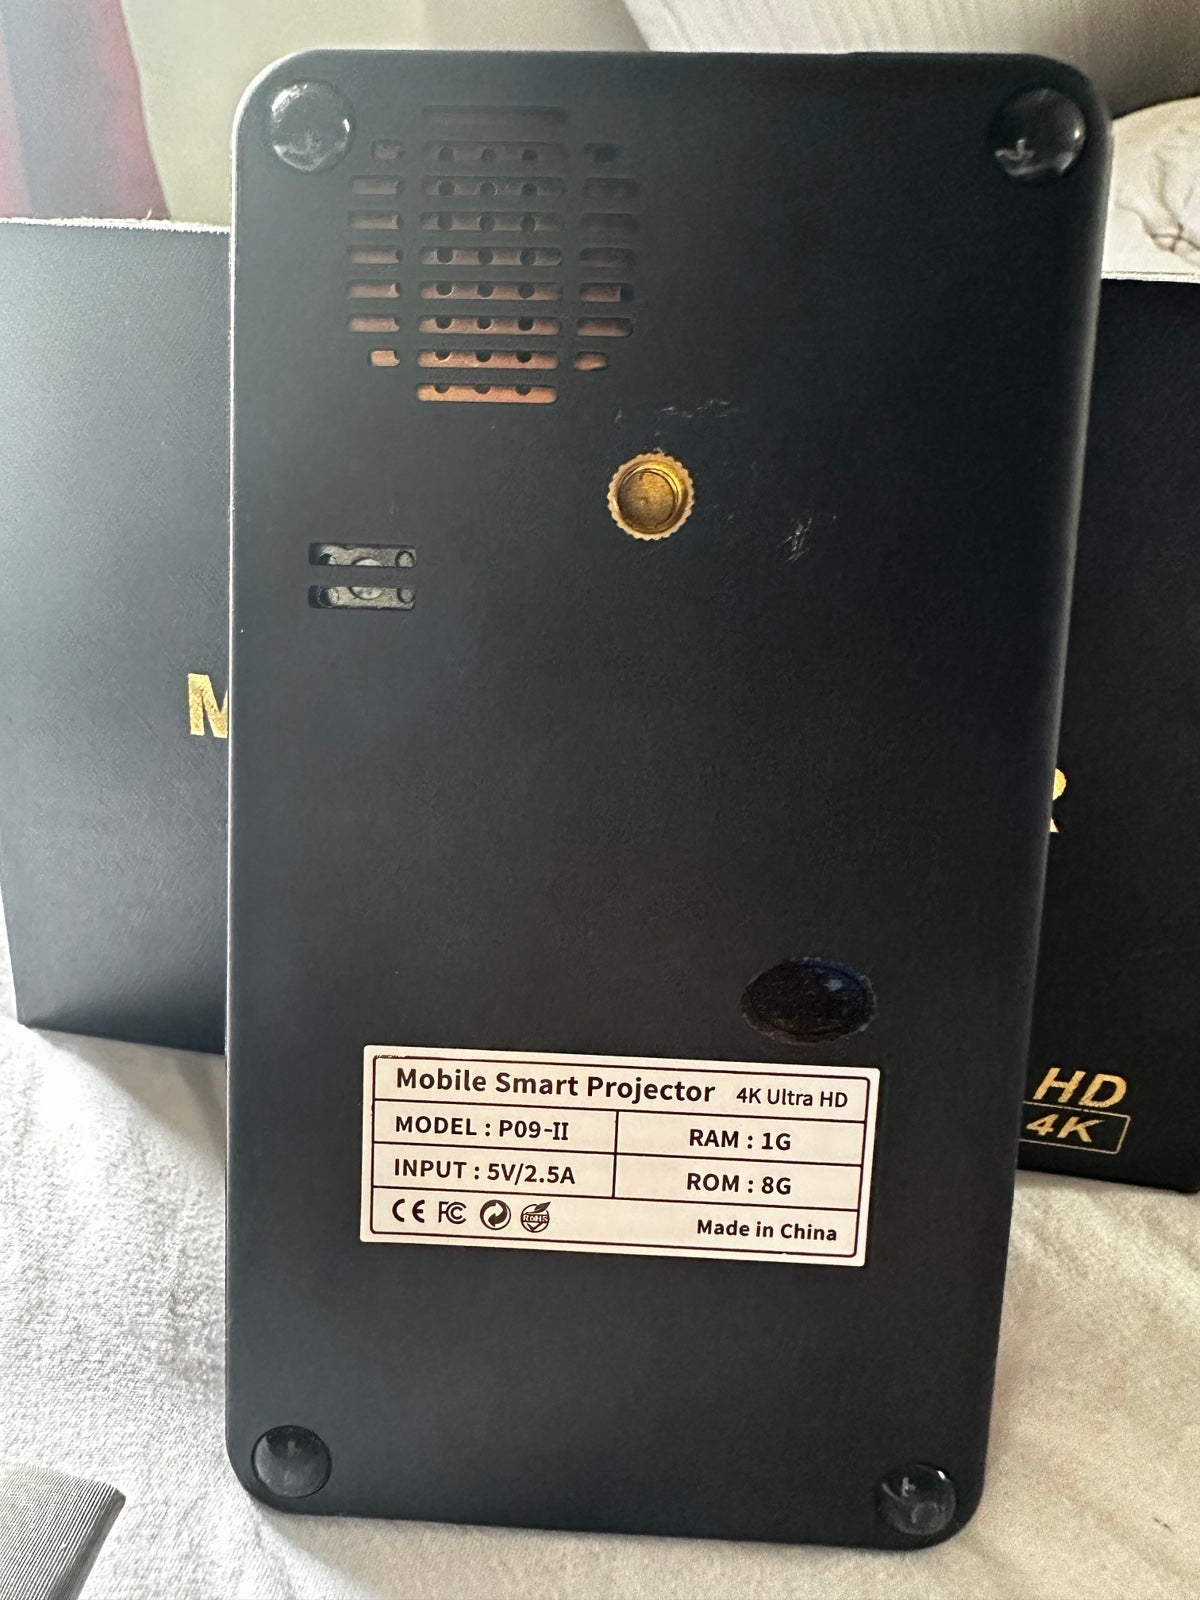 M
R
Mobile Smart Projector 4K Ultra HD
MODEL : P09-II
RAM : 1G
INPUT : 5V/2.5A
ROM : 8G
CE FC RoHS
Made in China
HD
4K